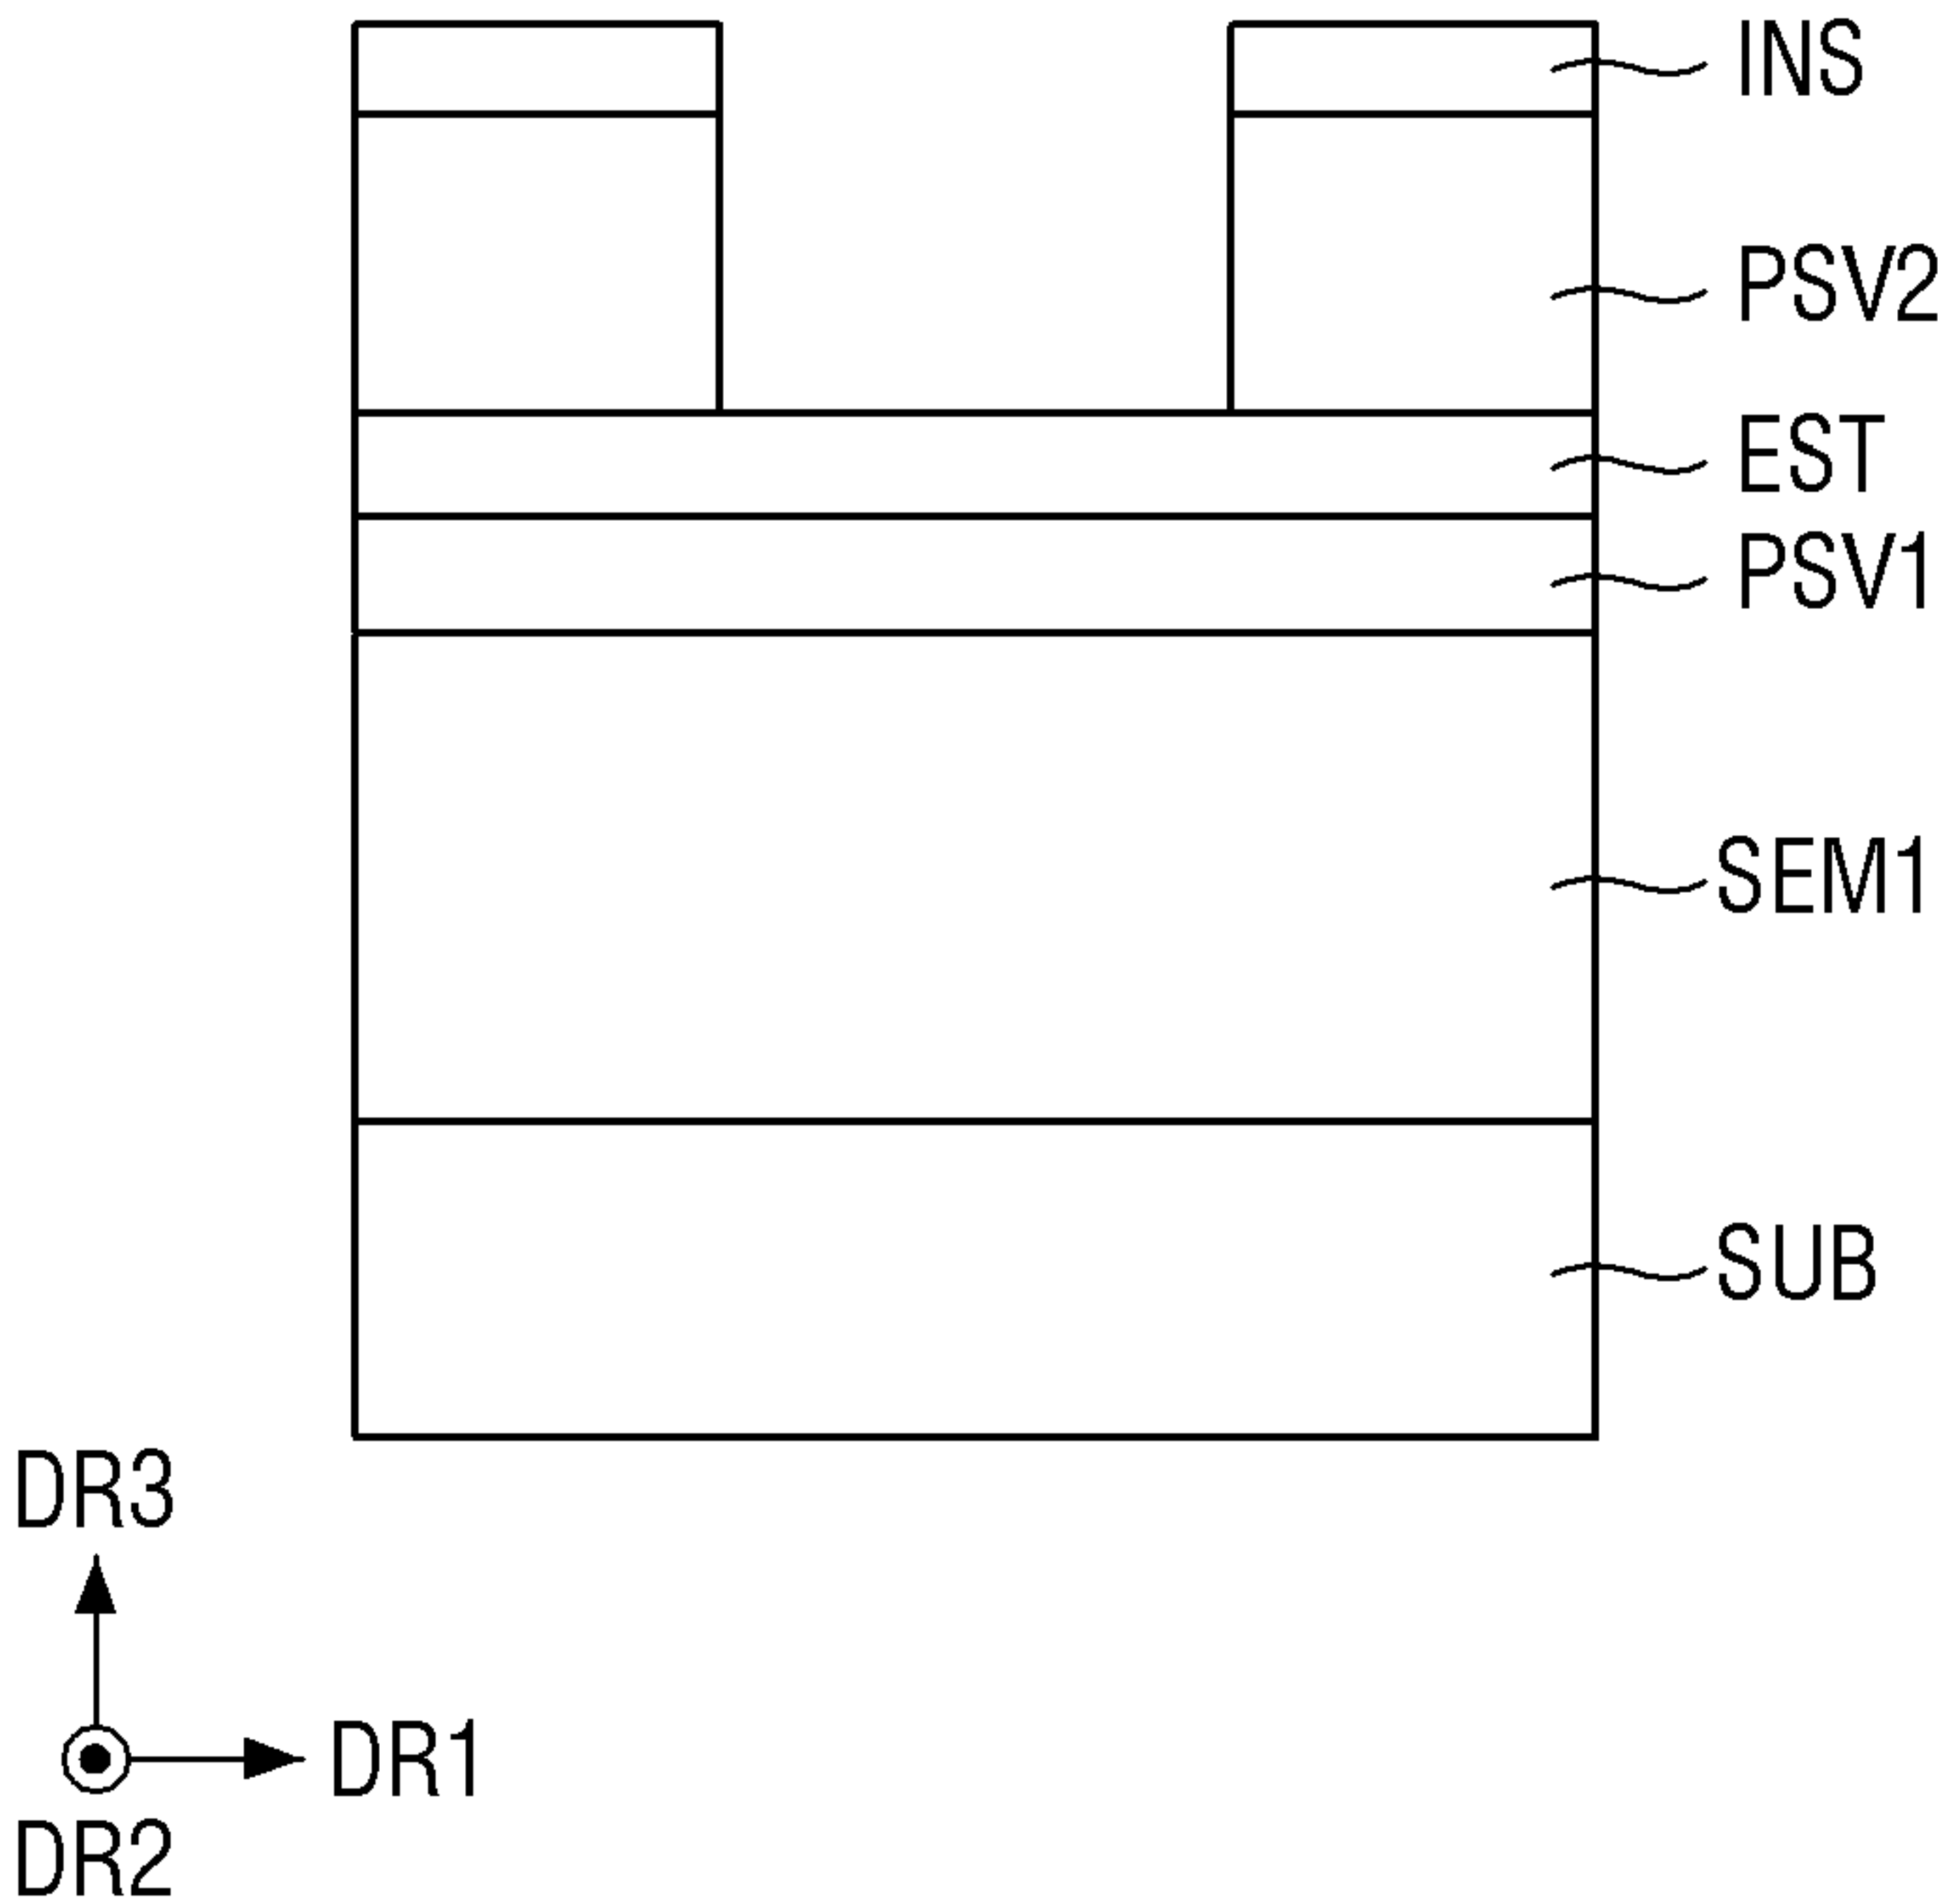 INS
PSV2
EST
PSV1
SEM1
SUB
DR3
DR1
DR2